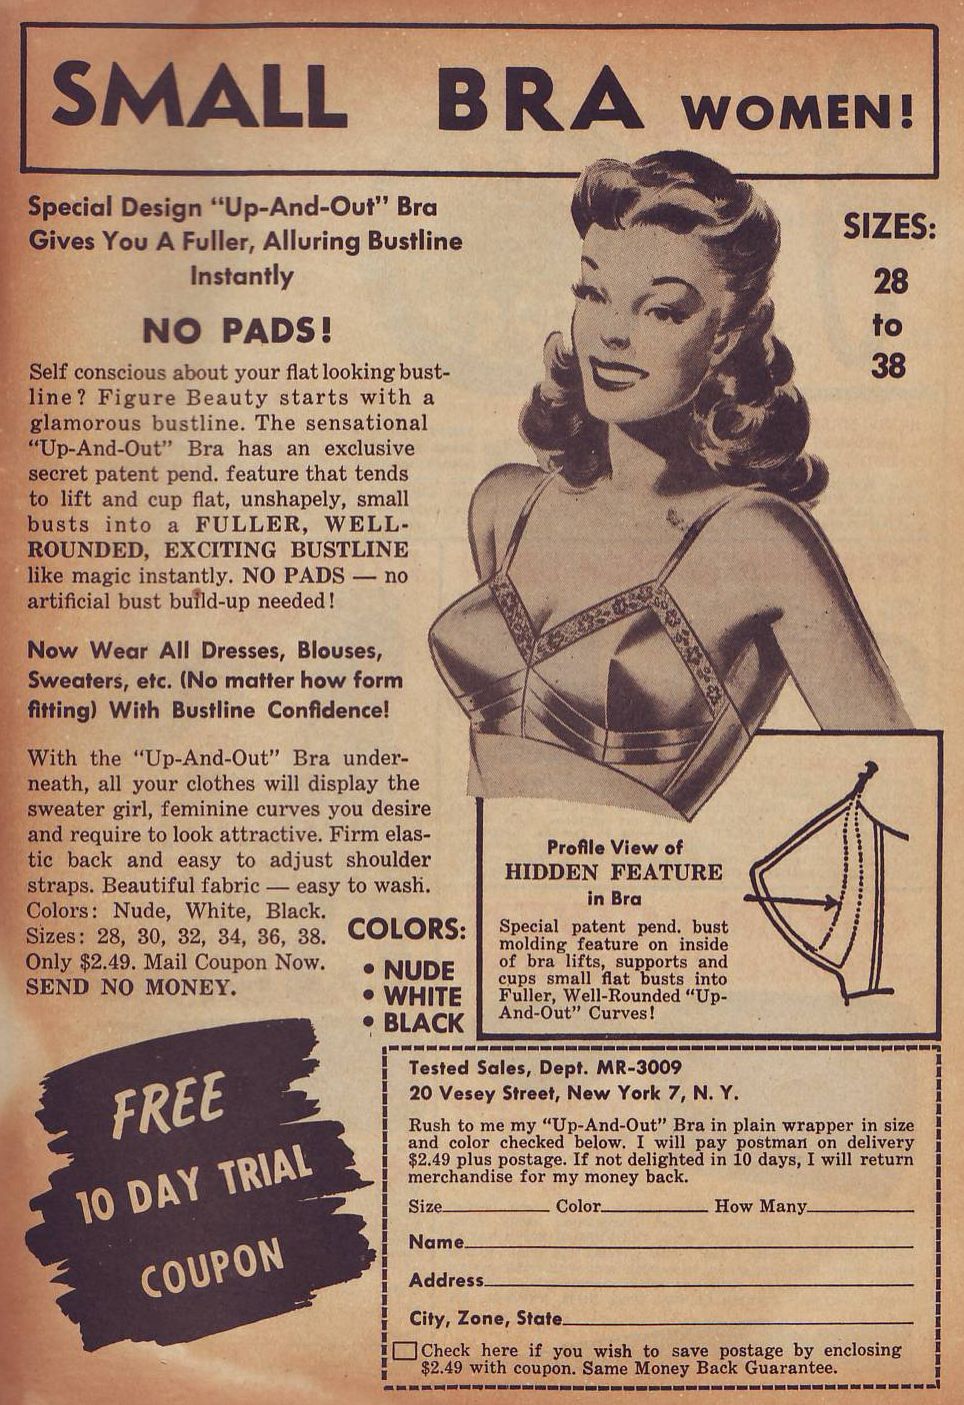 SMALL BRA WOMEN!
Special Design "Up-And-Out" Bra
Gives You A Fuller, Alluring Bustline
Instantly
NO PADS!
Self conscious about your flat looking bust-
line? Figure Beauty starts with a
glamorous bustline. The sensational
"Up-And-Out" Bra has an exclusive
secret patent pend. feature that tends
to lift and cup flat, unshapely, small
busts into a FULLER, WELL-
ROUNDED, EXCITING BUSTLINE
like magic instantly. NO PADS — no
artificial bust build-up needed!
Now Wear All Dresses, Blouses,
Sweaters, etc. (No matter how form
fitting) With Bustline Confidence!
With the "Up-And-Out" Bra under-
neath, all your clothes will display the
sweater girl, feminine curves you desire
and require to look attractive. Firm elas-
tic back and easy to adjust shoulder
straps. Beautiful fabric — easy to wash.
Colors: Nude, White, Black.
Sizes: 28, 30, 32, 34, 36, 38.
Only $2.49. Mail Coupon Now.
SEND NO MONEY.
COLORS:
• NUDE
• WHITE
• BLACK
SIZES:
28
to
38
Profile View of
HIDDEN FEATURE
in Bra
Special patent pend. bust
molding feature on inside
of bra lifts, supports and
cups small flat busts into
Fuller, Well-Rounded "Up-
And-Out" Curves!
FREE
10 DAY TRIAL
COUPON
Tested Sales, Dept. MR-3009
20 Vesey Street, New York 7, N. Y.
Rush to me my "Up-And-Out" Bra in plain wrapper in size
and color checked below. I will pay postman on delivery
$2.49 plus postage. If not delighted in 10 days, I will return
merchandise for my money back.
Size Color How Many
Name
Address
City, Zone, State
Check here if you wish to save postage by enclosing
$2.49 with coupon. Same Money Back Guarantee.